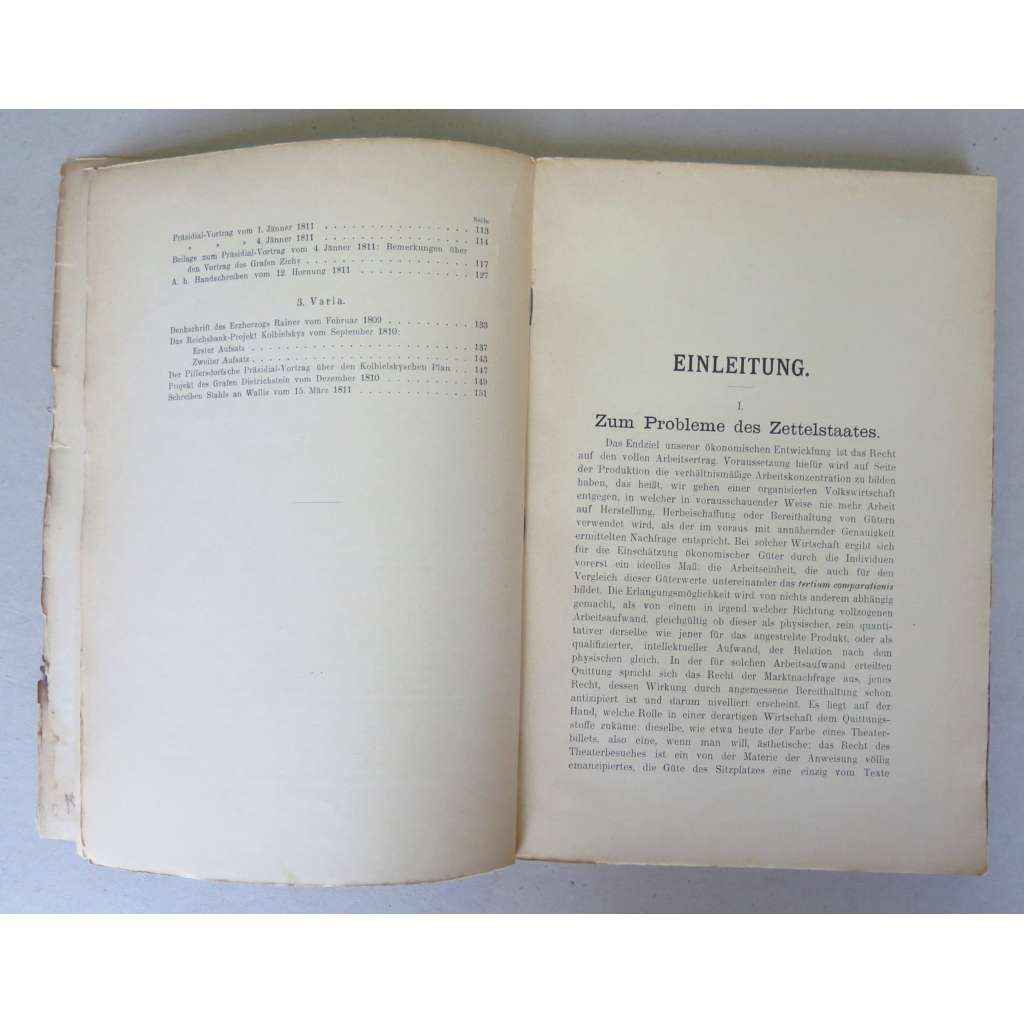 Seite
Präsidial-Vortrag vom 1. Jänner 1811 . . . . . . . . . . . . . . . . 113
„ „ „ 4. Jänner 1811 . . . . . . . . . . . . . . . . 114
Beilage zum Präsidial-Vortrag vom 4. Jänner 1811: Bemerkungen über
den Vortrag des Grafen Zichy . . . . . . . . . . . . . . . . 117
A. h. Handschreiben vom 12. Hornung 1811 . . . . . . . . . . . . 127
3. Varia.
Denkschrift des Erzherzogs Rainer vom Februar 1809 . . . . . . . . . 133
Das Reichsbank-Projekt Kolbielskys vom September 1810:
Erster Aufsatz . . . . . . . . . . . . . . . . . . . . . . 137
Zweiter Aufsatz . . . . . . . . . . . . . . . . . . . . . 143
Der Pillersdorfsche Präsidial-Vortrag über den Kolbielskyschen Plan . . 147
Projekt des Grafen Dietrichstein vom Dezember 1810 . . . . . . . . . 149
Schreiben Stahls an Wallis vom 15. März 1811 . . . . . . . . . . . . 151
EINLEITUNG.
I.
Zum Probleme des Zettelstaates.
Das Endziel unserer ökonomischen Entwicklung ist das Recht
auf den vollen Arbeitsertrag. Voraussetzung hiefür wird auf Seite
der Produktion die verhältnismäßige Arbeitskonzentration zu bilden
haben, das heißt, wir gehen einer organisierten Volkswirtschaft
entgegen, in welcher in vorausschauender Weise nie mehr Arbeit
auf Herstellung, Herbeischaffung oder Bereithaltung von Gütern
verwendet wird, als der im voraus mit annähernder Genauigkeit
ermittelten Nachfrage entspricht. Bei solcher Wirtschaft ergibt sich
für die Einschätzung ökonomischer Güter durch die Individuen
vorerst ein ideelles Maß: die Arbeitseinheit, die auch für den
Vergleich dieser Güterwerte untereinander das tertium comparationis
bildet. Die Erlangungsmöglichkeit wird von nichts anderem abhängig
gemacht, als von einem in irgend welcher Richtung vollzogenen
Arbeitsaufwand, gleichgültig ob dieser als physischer, rein quanti-
tativer derselbe wie jener für das angestrebte Produkt, oder als
qualifizierter, intellektueller Aufwand, der Relation nach dem
physischen gleich. In der für solchen Arbeitsaufwand erteilten
Quittung spricht sich das Recht der Marktnachfrage aus, jenes
Recht, dessen Wirkung durch angemessene Bereithaltung schon
antizipiert ist und darum nivelliert erscheint. Es liegt auf der
Hand, welche Rolle in einer derartigen Wirtschaft dem Quittungs-
stoffe zukäme: dieselbe, wie etwa heute der Farbe eines Theater-
billets, also eine, wenn man will, ästhetische: das Recht des
Theaterbesuches ist ein von der Materie der Anweisung völlig
emanzipiertes, die Güte des Sitzplatzes eine einzig vom Texte